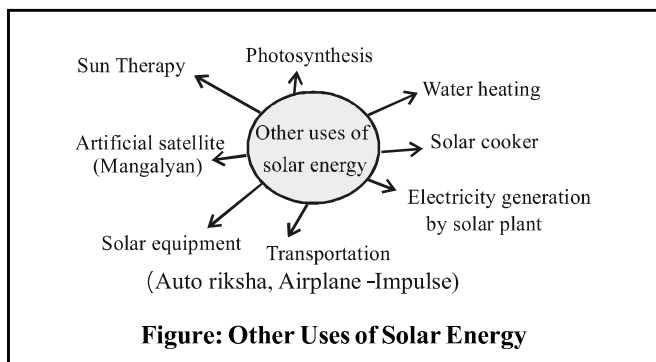 Photosynthesis
Sun Therapy
Water heating
Other uses of
solar energy
Artificial satellite
(Mangalyan)
Solar cooker
Electricity generation
by solar plant
Solar equipment
Transportation
(Auto riksha, Airplane -Impulse)
Figure: Other Uses of Solar Energy